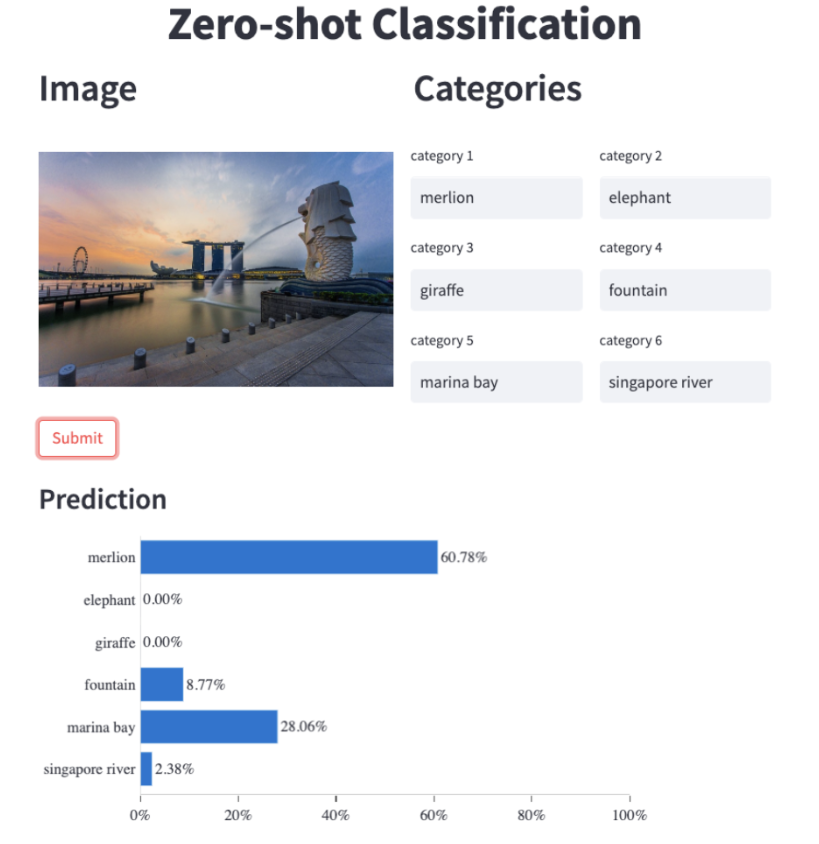 Zero-shot Classification
Image
Categories
category 1
category 2
merlion
elephant
category 3
category 4
giraffe
fountain
category 5
category 6
marina bay
singapore river
Submit
Prediction
merlion 60.78%
elephant 0.00%
giraffe 0.00%
fountain 8.77%
marina bay 28.06%
singapore river 2.38%
0% 20% 40% 60% 80% 100%